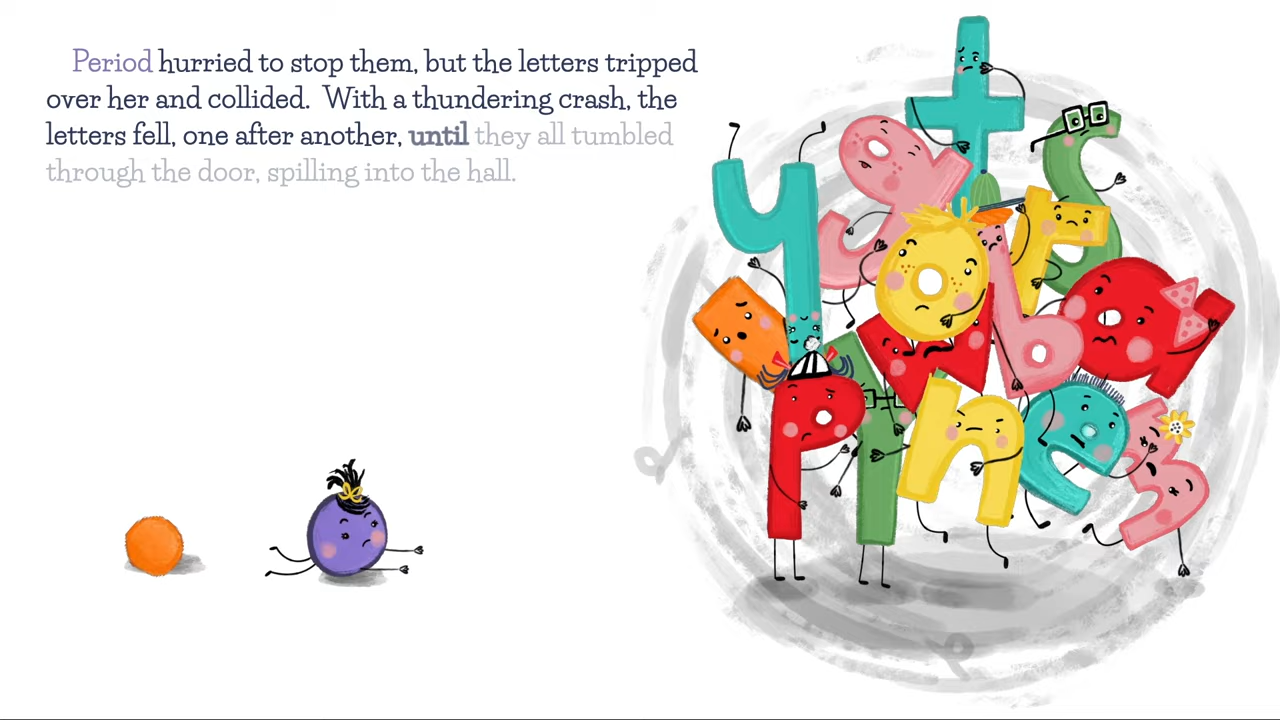 Period hurried to stop them, but the letters tripped
over her and collided. With a thundering crash, the
letters fell, one after another, until they all tumbled
through the door, spilling into the hall.